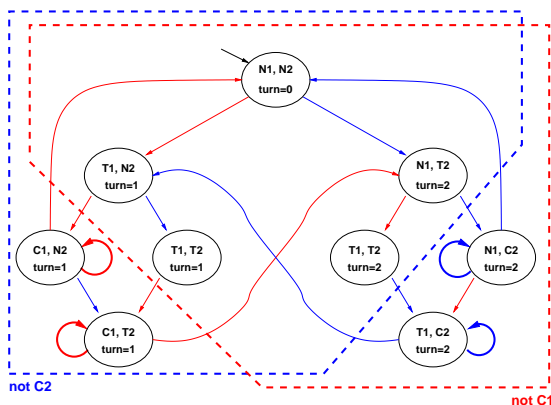 N1, N2
turn=0
T1, N2
turn=1
N1, T2
turn=2
C1, N2
turn=1
T1, T2
turn=1
T1, T2
turn=2
N1, C2
turn=2
C1, T2
turn=1
T1, C2
turn=2
not C2
not C1